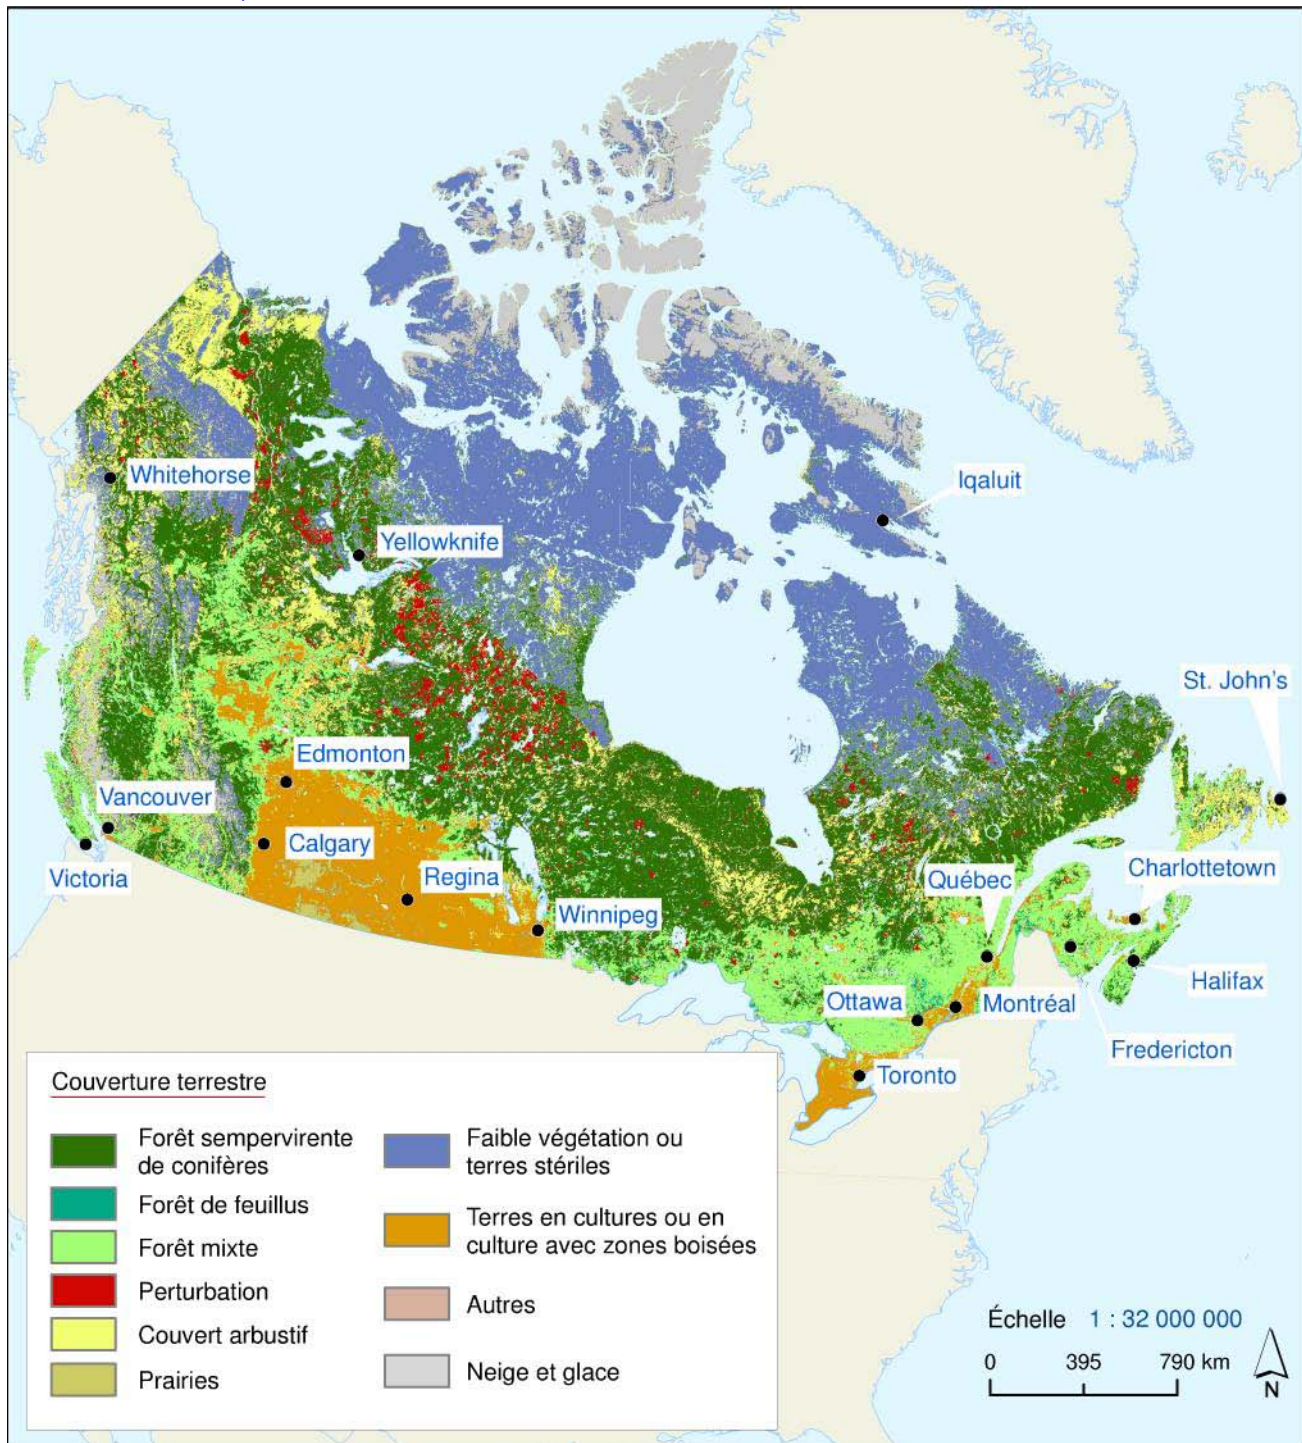 Whitehorse
Iqaluit
Yellowknife
St. John's
Edmonton
Vancouver
Calgary
Charlottetown
Victoria
Regina
Québec
Winnipeg
Halifax
Ottawa
Montréal
Fredericton
Toronto
Couverture terrestre
Forêt sempervirente
de conifères
Forêt de feuillus
Forêt mixte
Perturbation
Couvert arbustif
Prairies
Faible végétation ou
terres stériles
Terres en cultures ou en
culture avec zones boisées
Autres
Neige et glace
Échelle 1 : 32 000 000
0 395 790 km
N